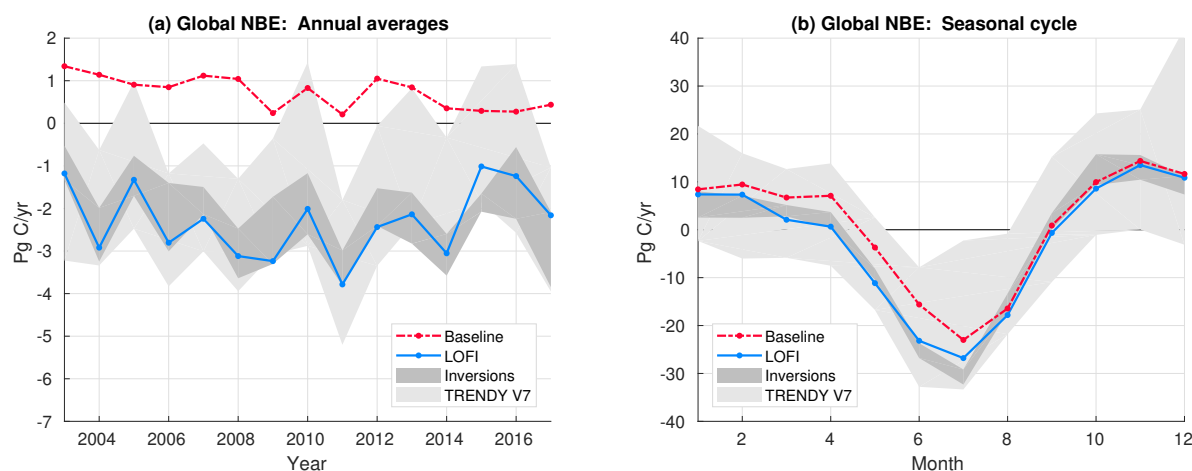 (a) Global NBE:  Annual averages
2
1
0
-1
-2
-3
-4
-5
-6
-7
Pg C/yr
2004
2006
2008
2010
2012
2014
2016
Year
Baseline
LOFI
Inversions
TRENDY V7
(b) Global NBE:  Seasonal cycle
40
30
20
10
0
-10
-20
-30
-40
Pg C/yr
2
4
6
8
10
12
Month
Baseline
LOFI
Inversions
TRENDY V7